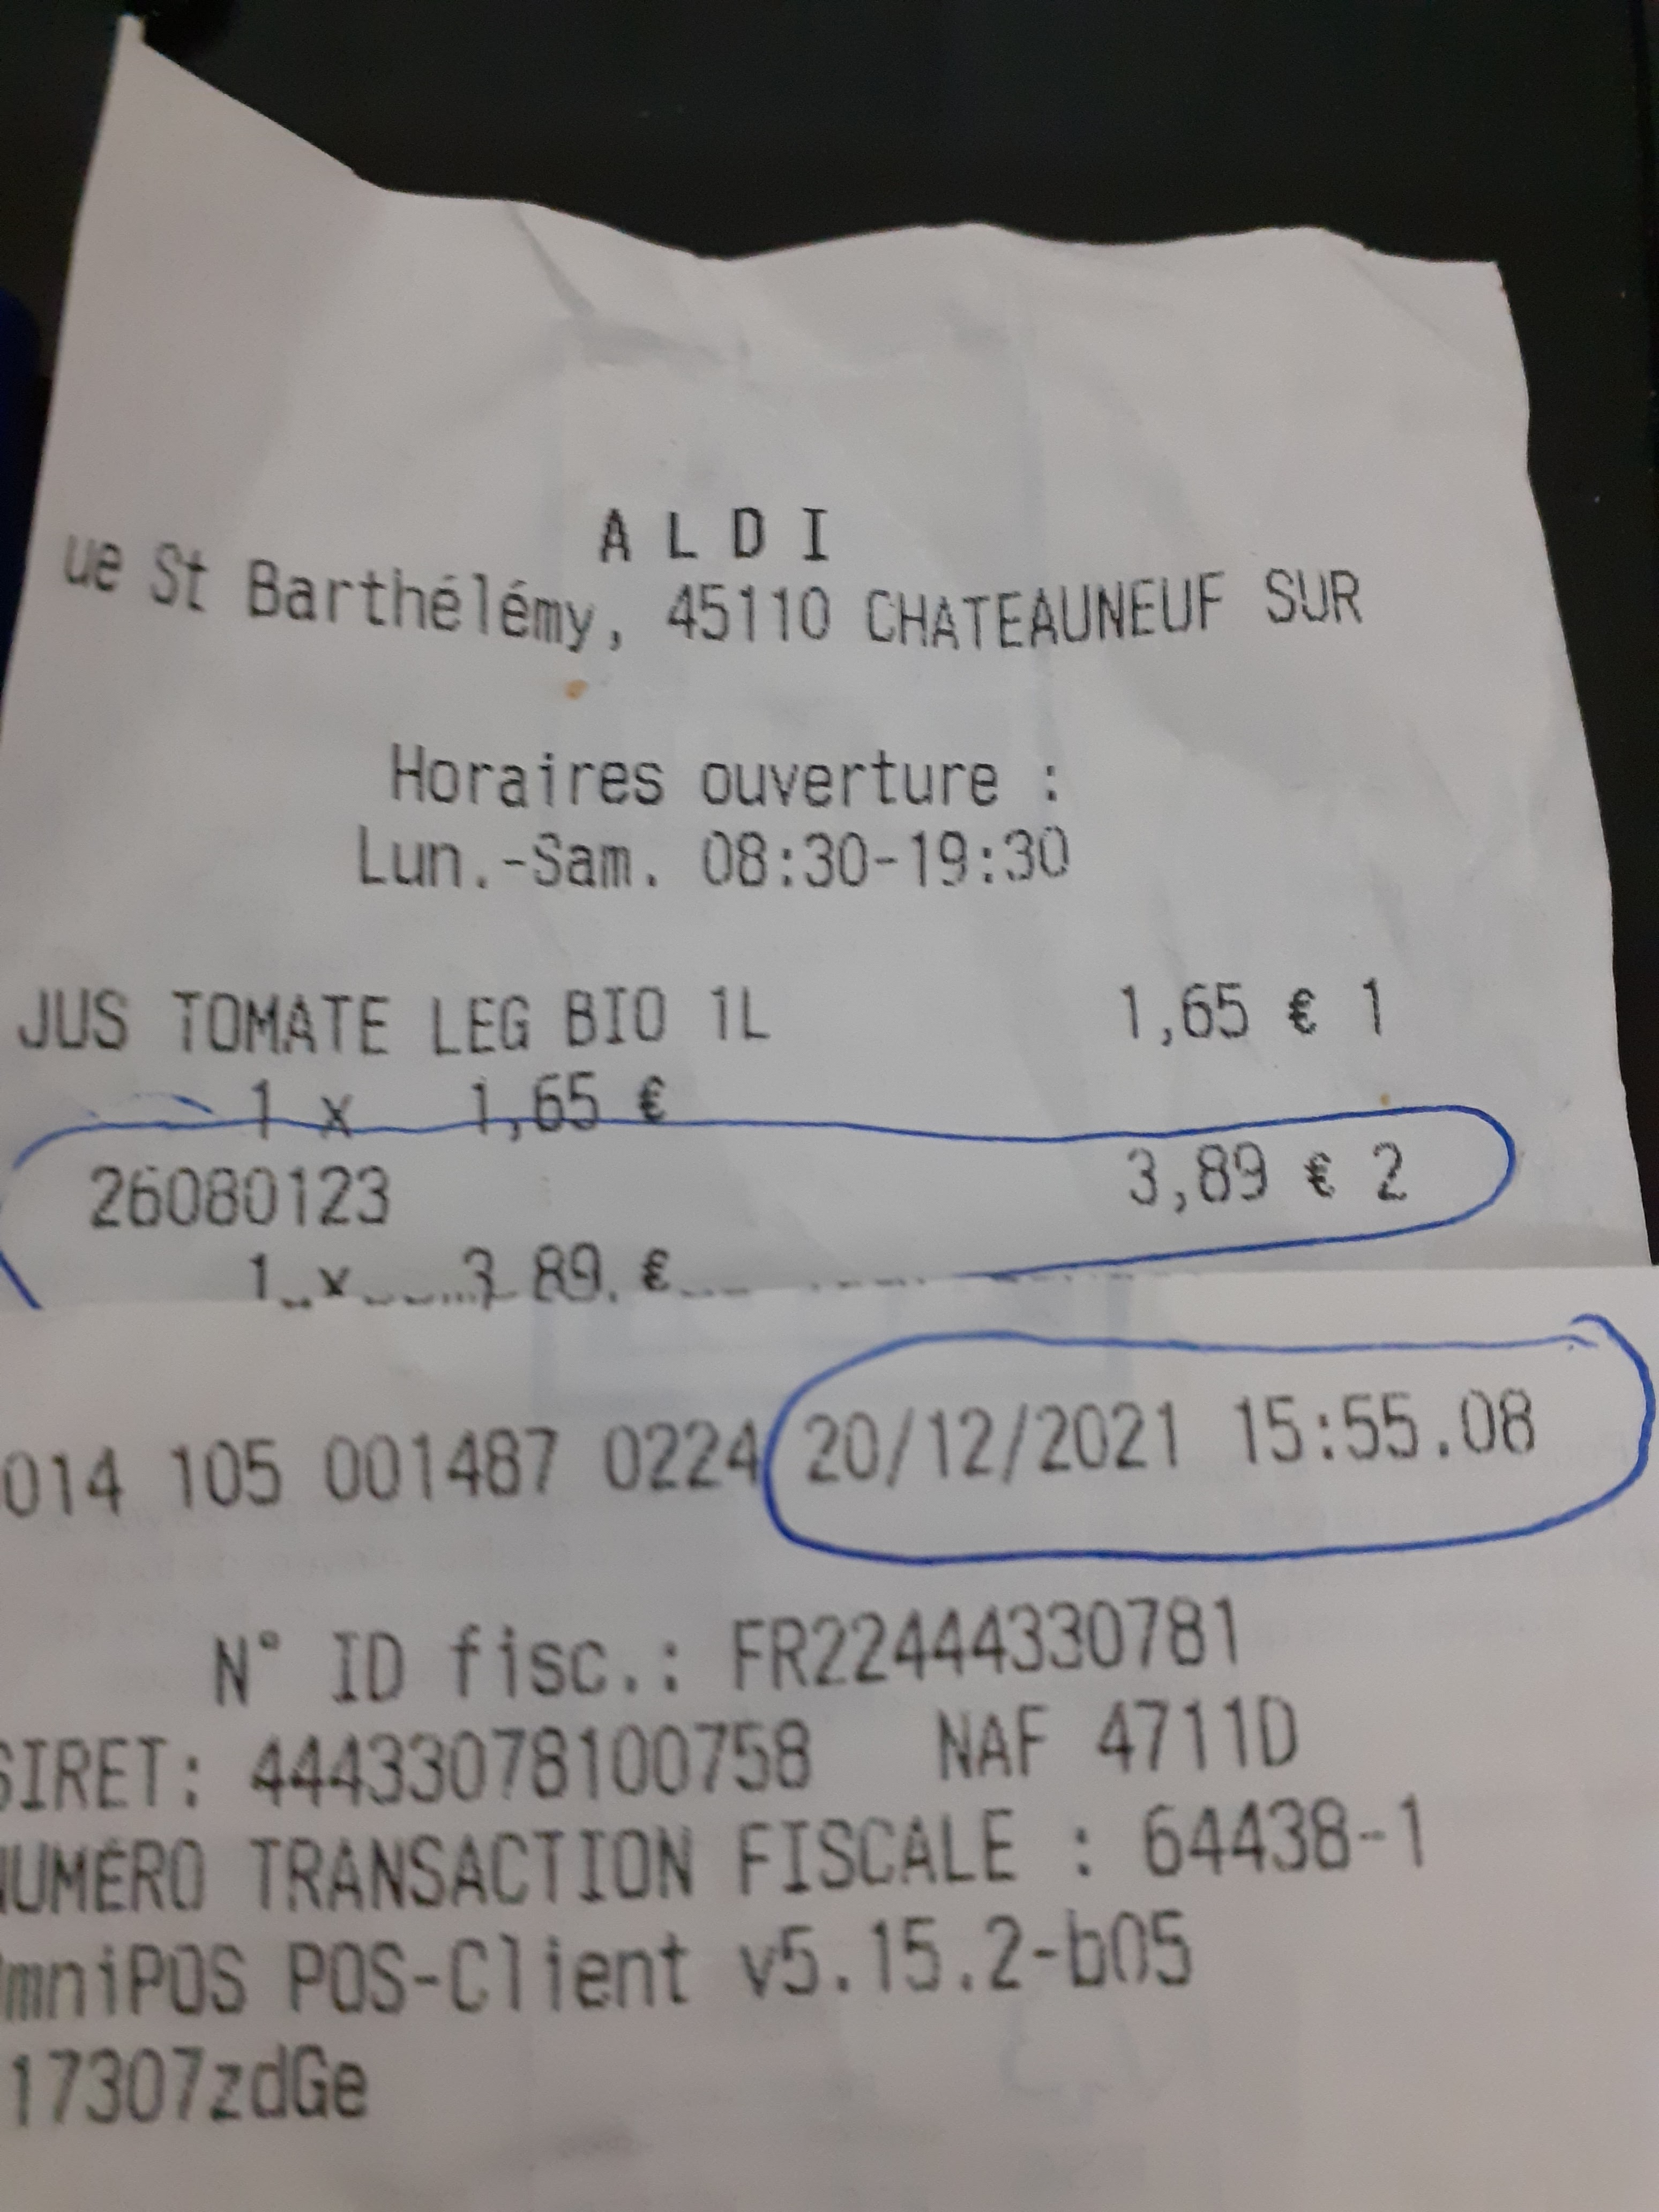 A L D I
ue St Barthélémy, 45110 CHATEAUNEUF SUR
Horaires ouverture :
Lun.-Sam. 08:30-19:30
JUS TOMATE LEG BIO 1L 1,65 € 1
1 x 1,65 €
26080123 3,89 € 2
1 x 3,89 €
014 105 001487 0224 20/12/2021 15:55.08
N° ID fisc.: FR22444330781
SIRET: 44433078100758 NAF 4711D
NUMÉRO TRANSACTION FISCALE : 64438-1
OmniPOS POS-Client v5.15.2-b05
17307zdGe